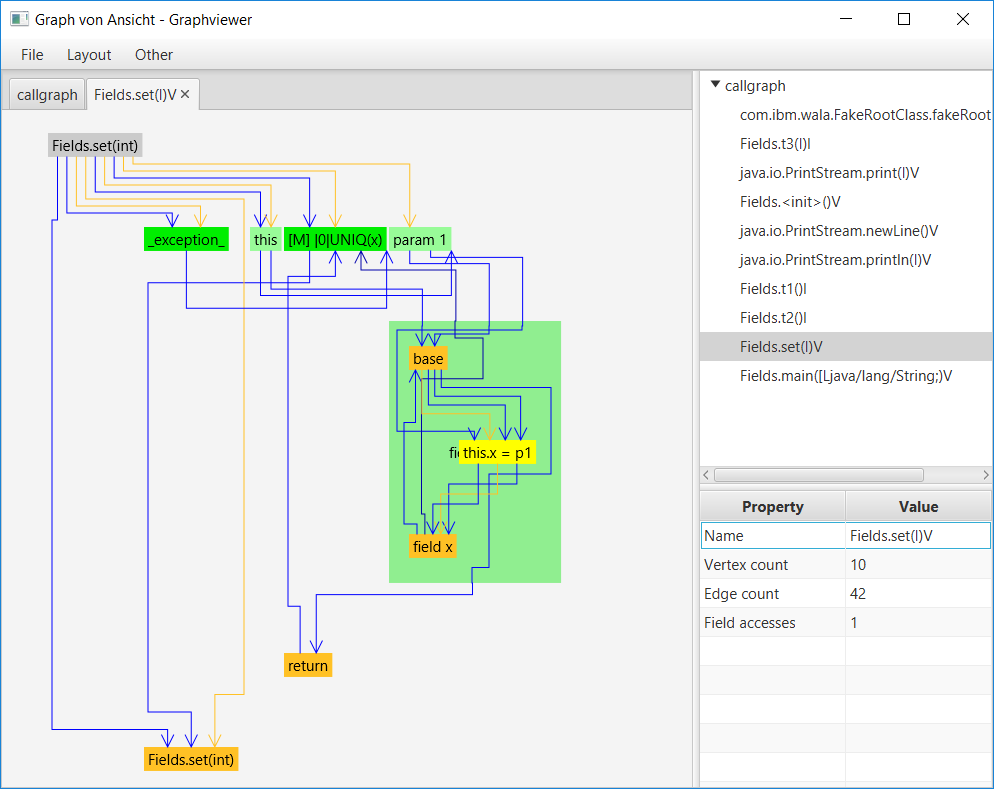 Graph von Ansicht - Graphviewer
File Layout Other
callgraph Fields.set(I)V
Fields.set(int)
_exception_ this [M] |0|UNIQ(x) param 1
base
this.x = p1
field x
return
Fields.set(int)
callgraph
com.ibm.wala.FakeRootClass.fakeRoot
Fields.t3(I)I
java.io.PrintStream.print(I)V
Fields.<init>()V
java.io.PrintStream.newLine()V
java.io.PrintStream.println(I)V
Fields.t1()I
Fields.t2()I
Fields.set(I)V
Fields.main([Ljava/lang/String;)V
Property Value
Name Fields.set(I)V
Vertex count 10
Edge count 42
Field accesses 1